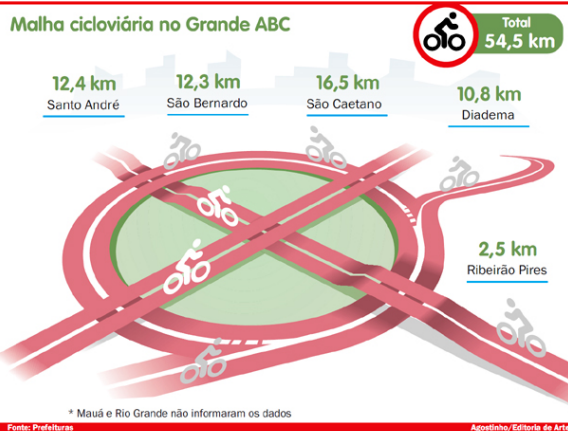 Malha cicloviária no Grande ABC
Total
54,5 km
12,4 km
Santo André
12,3 km
São Bernardo
16,5 km
São Caetano
10,8 km
Diadema
2,5 km
Ribeirão Pires
* Mauá e Rio Grande não informaram os dados
Fonte: Prefeituras
Agostinho/Editoria de Arte